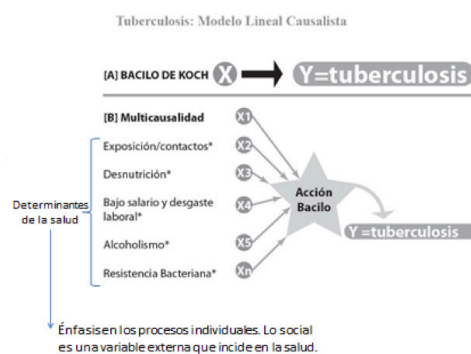 Tuberculosis: Modelo Lineal Causalista
[A) BACILO DE KOCH X Y=tuberculosis
[B) Multicausalidad X1
Exposición/contactos* X2
Desnutrición* X3
Bajo salario y desgaste
laboral* X4
Alcoholismo* X5
Resistencia Bacteriana* Xn
Determinantes
de la salud
Acción
Bacilo
Y =tuberculosis
Énfasis en los procesos individuales. Lo social
es una variable externa que incide en la salud.